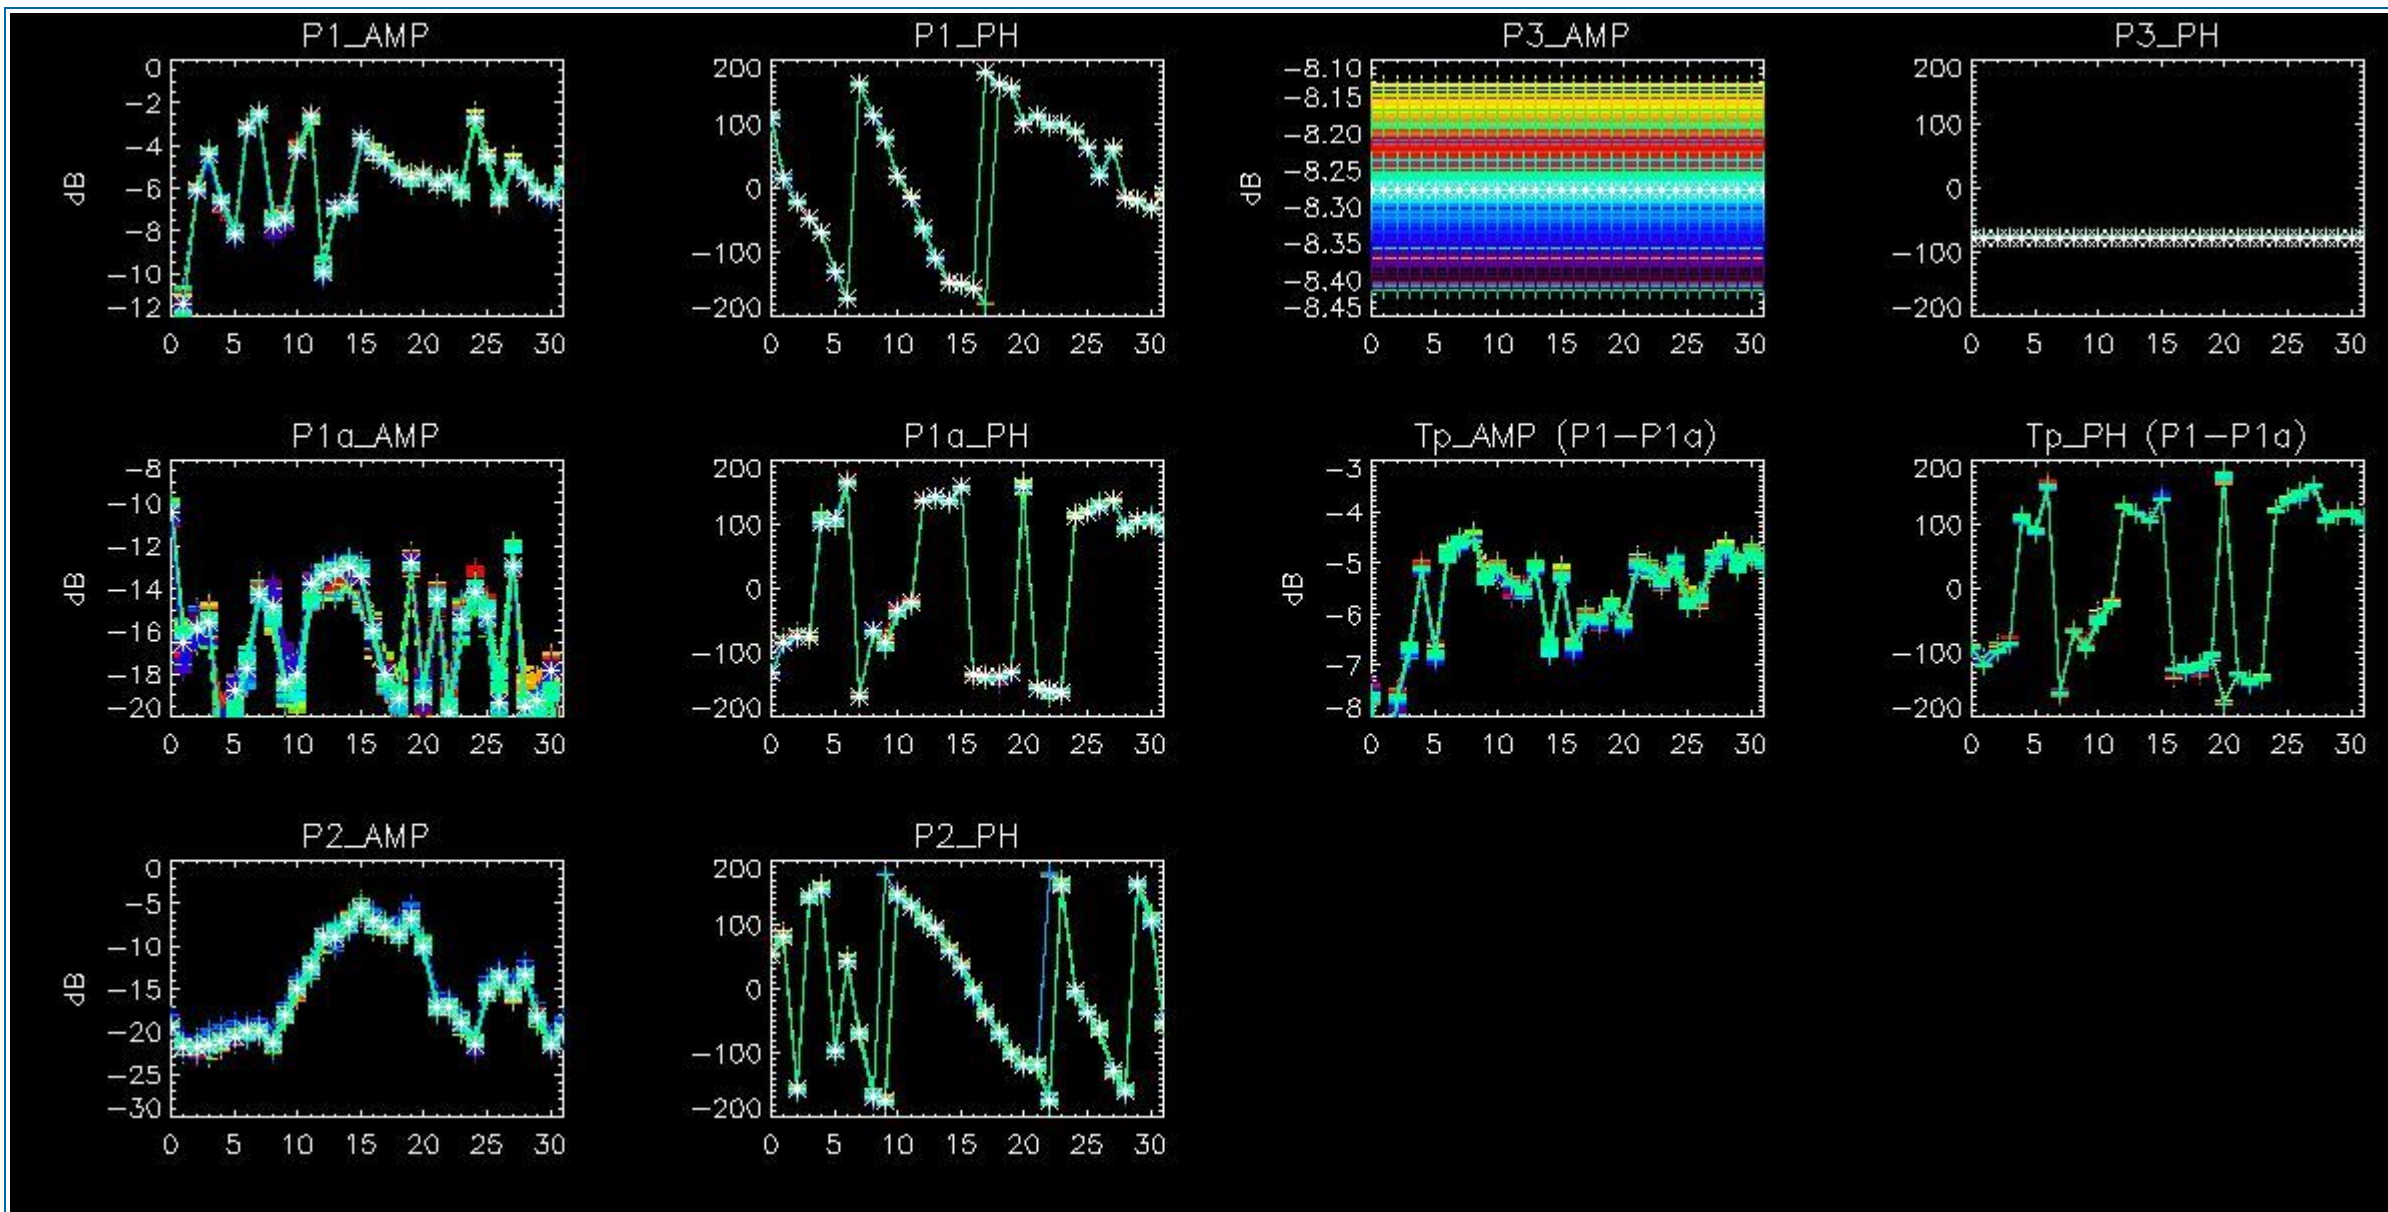 P1_AMP
P1_PH
P3_AMP
P3_PH
0
−2
−4
−6
−8
−10
−12
dB
0 5 10 15 20 25 30
200
100
0
−100
−200
0 5 10 15 20 25 30
−8.10
−8.15
−8.20
−8.25
−8.30
−8.35
−8.40
−8.45
dB
0 5 10 15 20 25 30
200
100
0
−100
−200
0 5 10 15 20 25 30
P1a_AMP
P1a_PH
Tp_AMP (P1−P1a)
Tp_PH (P1−P1a)
−8
−10
−12
−14
−16
−18
−20
dB
0 5 10 15 20 25 30
200
100
0
−100
−200
0 5 10 15 20 25 30
−3
−4
−5
−6
−7
−8
dB
0 5 10 15 20 25 30
200
100
0
−100
−200
0 5 10 15 20 25 30
P2_AMP
P2_PH
0
−5
−10
−15
−20
−25
−30
dB
0 5 10 15 20 25 30
200
100
0
−100
−200
0 5 10 15 20 25 30